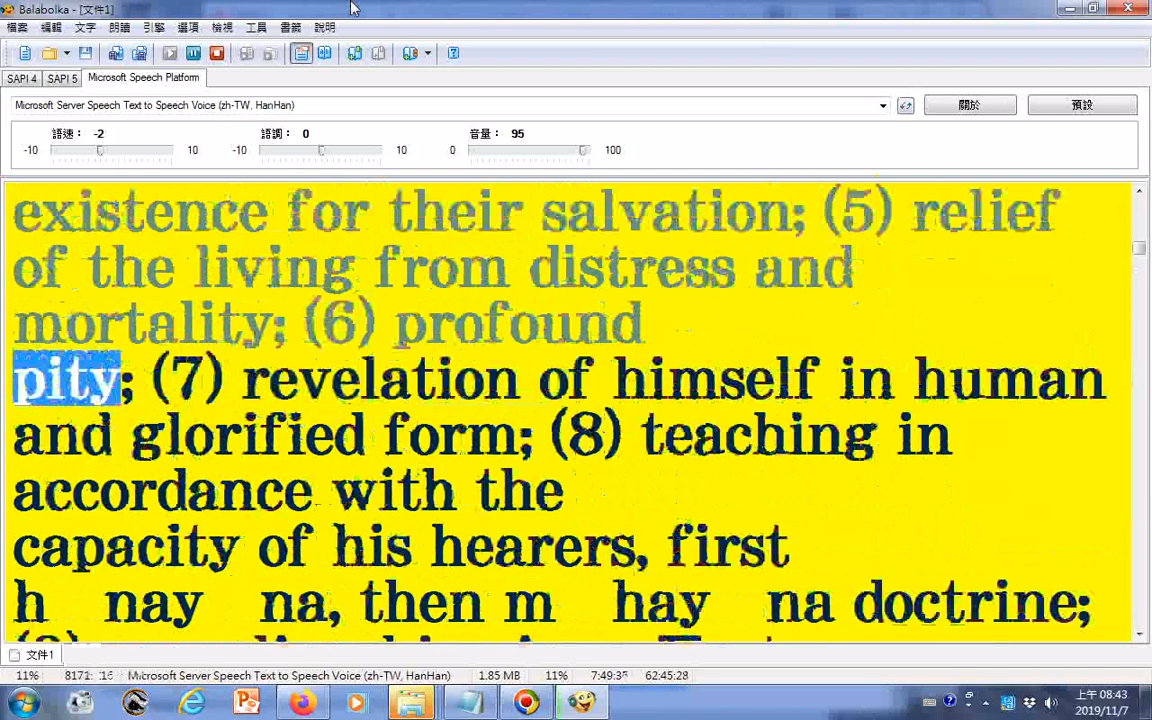 Balabolka - [文件1]
檔案 編輯 文字 朗讀 引擎 選項 檢視 工具 書籤 說明
SAPI 4 SAPI 5 Microsoft Speech Platform
Microsoft Server Speech Text to Speech Voice (zh-TW, HanHan) 關於 預設
語速： -2 語調： 0 音量： 95
-10 10 -10 10 0 100
existence for their salvation; (5) relief
of the living from distress and
mortality; (6) profound
pity; (7) revelation of himself in human
and glorified form; (8) teaching in
accordance with the
capacity of his hearers, first
h nay na, then m hay na doctrine;
文件1
11% Microsoft Server Speech Text to Speech Voice (zh-TW, HanHan) 1.85 MB 11% 62:45:28
上午 08:43
2019/11/7